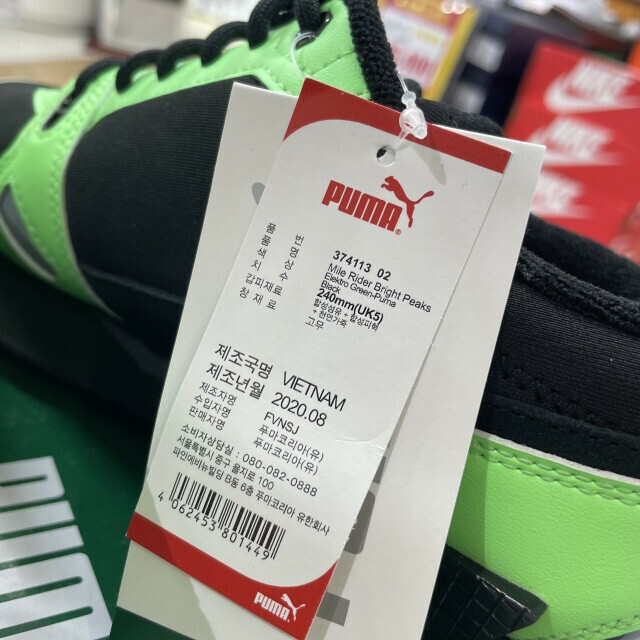 NIKE
PUMA
품 번 374113 02
품 명 Mile Rider Bright Peaks
색 상 Elektro Green-Puma
Black
치 수 240mm(UK5)
갑피재료 합성섬유 + 합성피혁
+ 천연가죽
창 재 료 고무
제조국명 VIETNAM
제조년월 2020.08
제조자명 FVNSJ
수입자명 푸마코리아(유)
판매자명 푸마코리아(유)
소비자상담실 : 080-082-0888
서울특별시 중구 을지로 100
파인애비뉴빌딩 B동 6층 푸마코리아 유한회사
4 062453 801449
PUMA